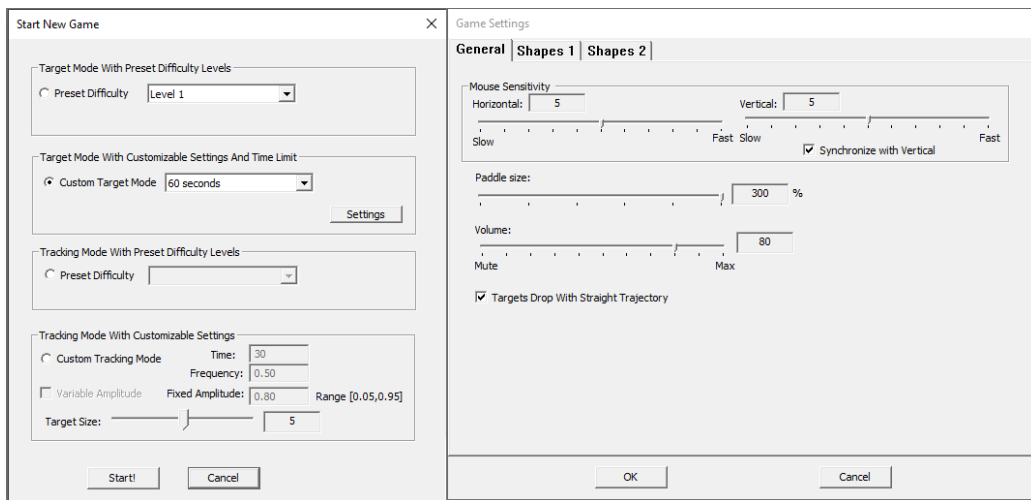 Start New Game
Target Mode With Preset Difficulty Levels
Preset Difficulty
Level 1
Target Mode With Customizable Settings And Time Limit
Custom Target Mode
60 seconds
Settings
Tracking Mode With Preset Difficulty Levels
Preset Difficulty
Tracking Mode With Customizable Settings
Custom Tracking Mode
Time: 30
Frequency: 0.50
Variable Amplitude
Fixed Amplitude: 0.80 Range [0.05,0.95]
Target Size: 5
Start! Cancel
Game Settings
General Shapes 1 Shapes 2
Mouse Sensitivity
Horizontal: 5 Vertical: 5
Slow Fast Slow Fast
Synchronize with Vertical
Paddle size:
300 %
Volume:
80
Mute Max
Targets Drop With Straight Trajectory
OK Cancel